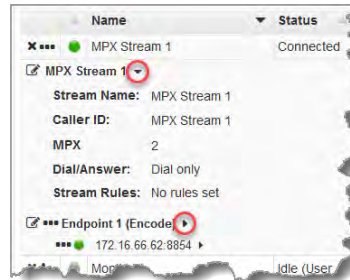 Name Status
MPX Stream 1 Connected
MPX Stream 1
Stream Name: MPX Stream 1
Caller ID: MPX Stream 1
MPX 2
Dial/Answer: Dial only
Stream Rules: No rules set
Endpoint 1 (Encode)
172.16.66.62:8854
Idle (User